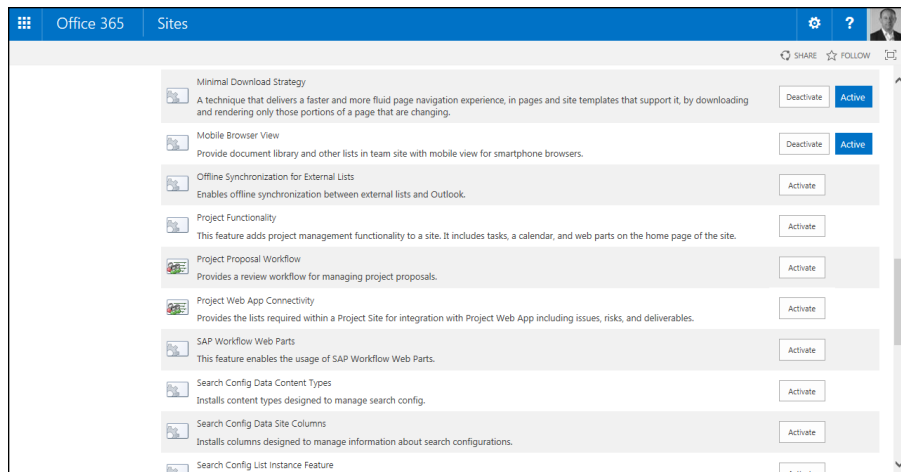 Office 365 Sites ?
SHARE FOLLOW
Minimal Download Strategy
A technique that delivers a faster and more fluid page navigation experience, in pages and site templates that support it, by downloading
and rendering only those portions of a page that are changing.
Deactivate Active
Mobile Browser View
Provide document library and other lists in team site with mobile view for smartphone browsers.
Deactivate Active
Offline Synchronization for External Lists
Enables offline synchronization between external lists and Outlook.
Activate
Project Functionality
This feature adds project management functionality to a site. It includes tasks, a calendar, and web parts on the home page of the site.
Activate
Project Proposal Workflow
Provides a review workflow for managing project proposals.
Activate
Project Web App Connectivity
Provides the lists required within a Project Site for integration with Project Web App including issues, risks, and deliverables.
Activate
SAP Workflow Web Parts
This feature enables the usage of SAP Workflow Web Parts.
Activate
Search Config Data Content Types
Installs content types designed to manage search config.
Activate
Search Config Data Site Columns
Installs columns designed to manage information about search configurations.
Activate
Search Config List Instance Feature
Activate